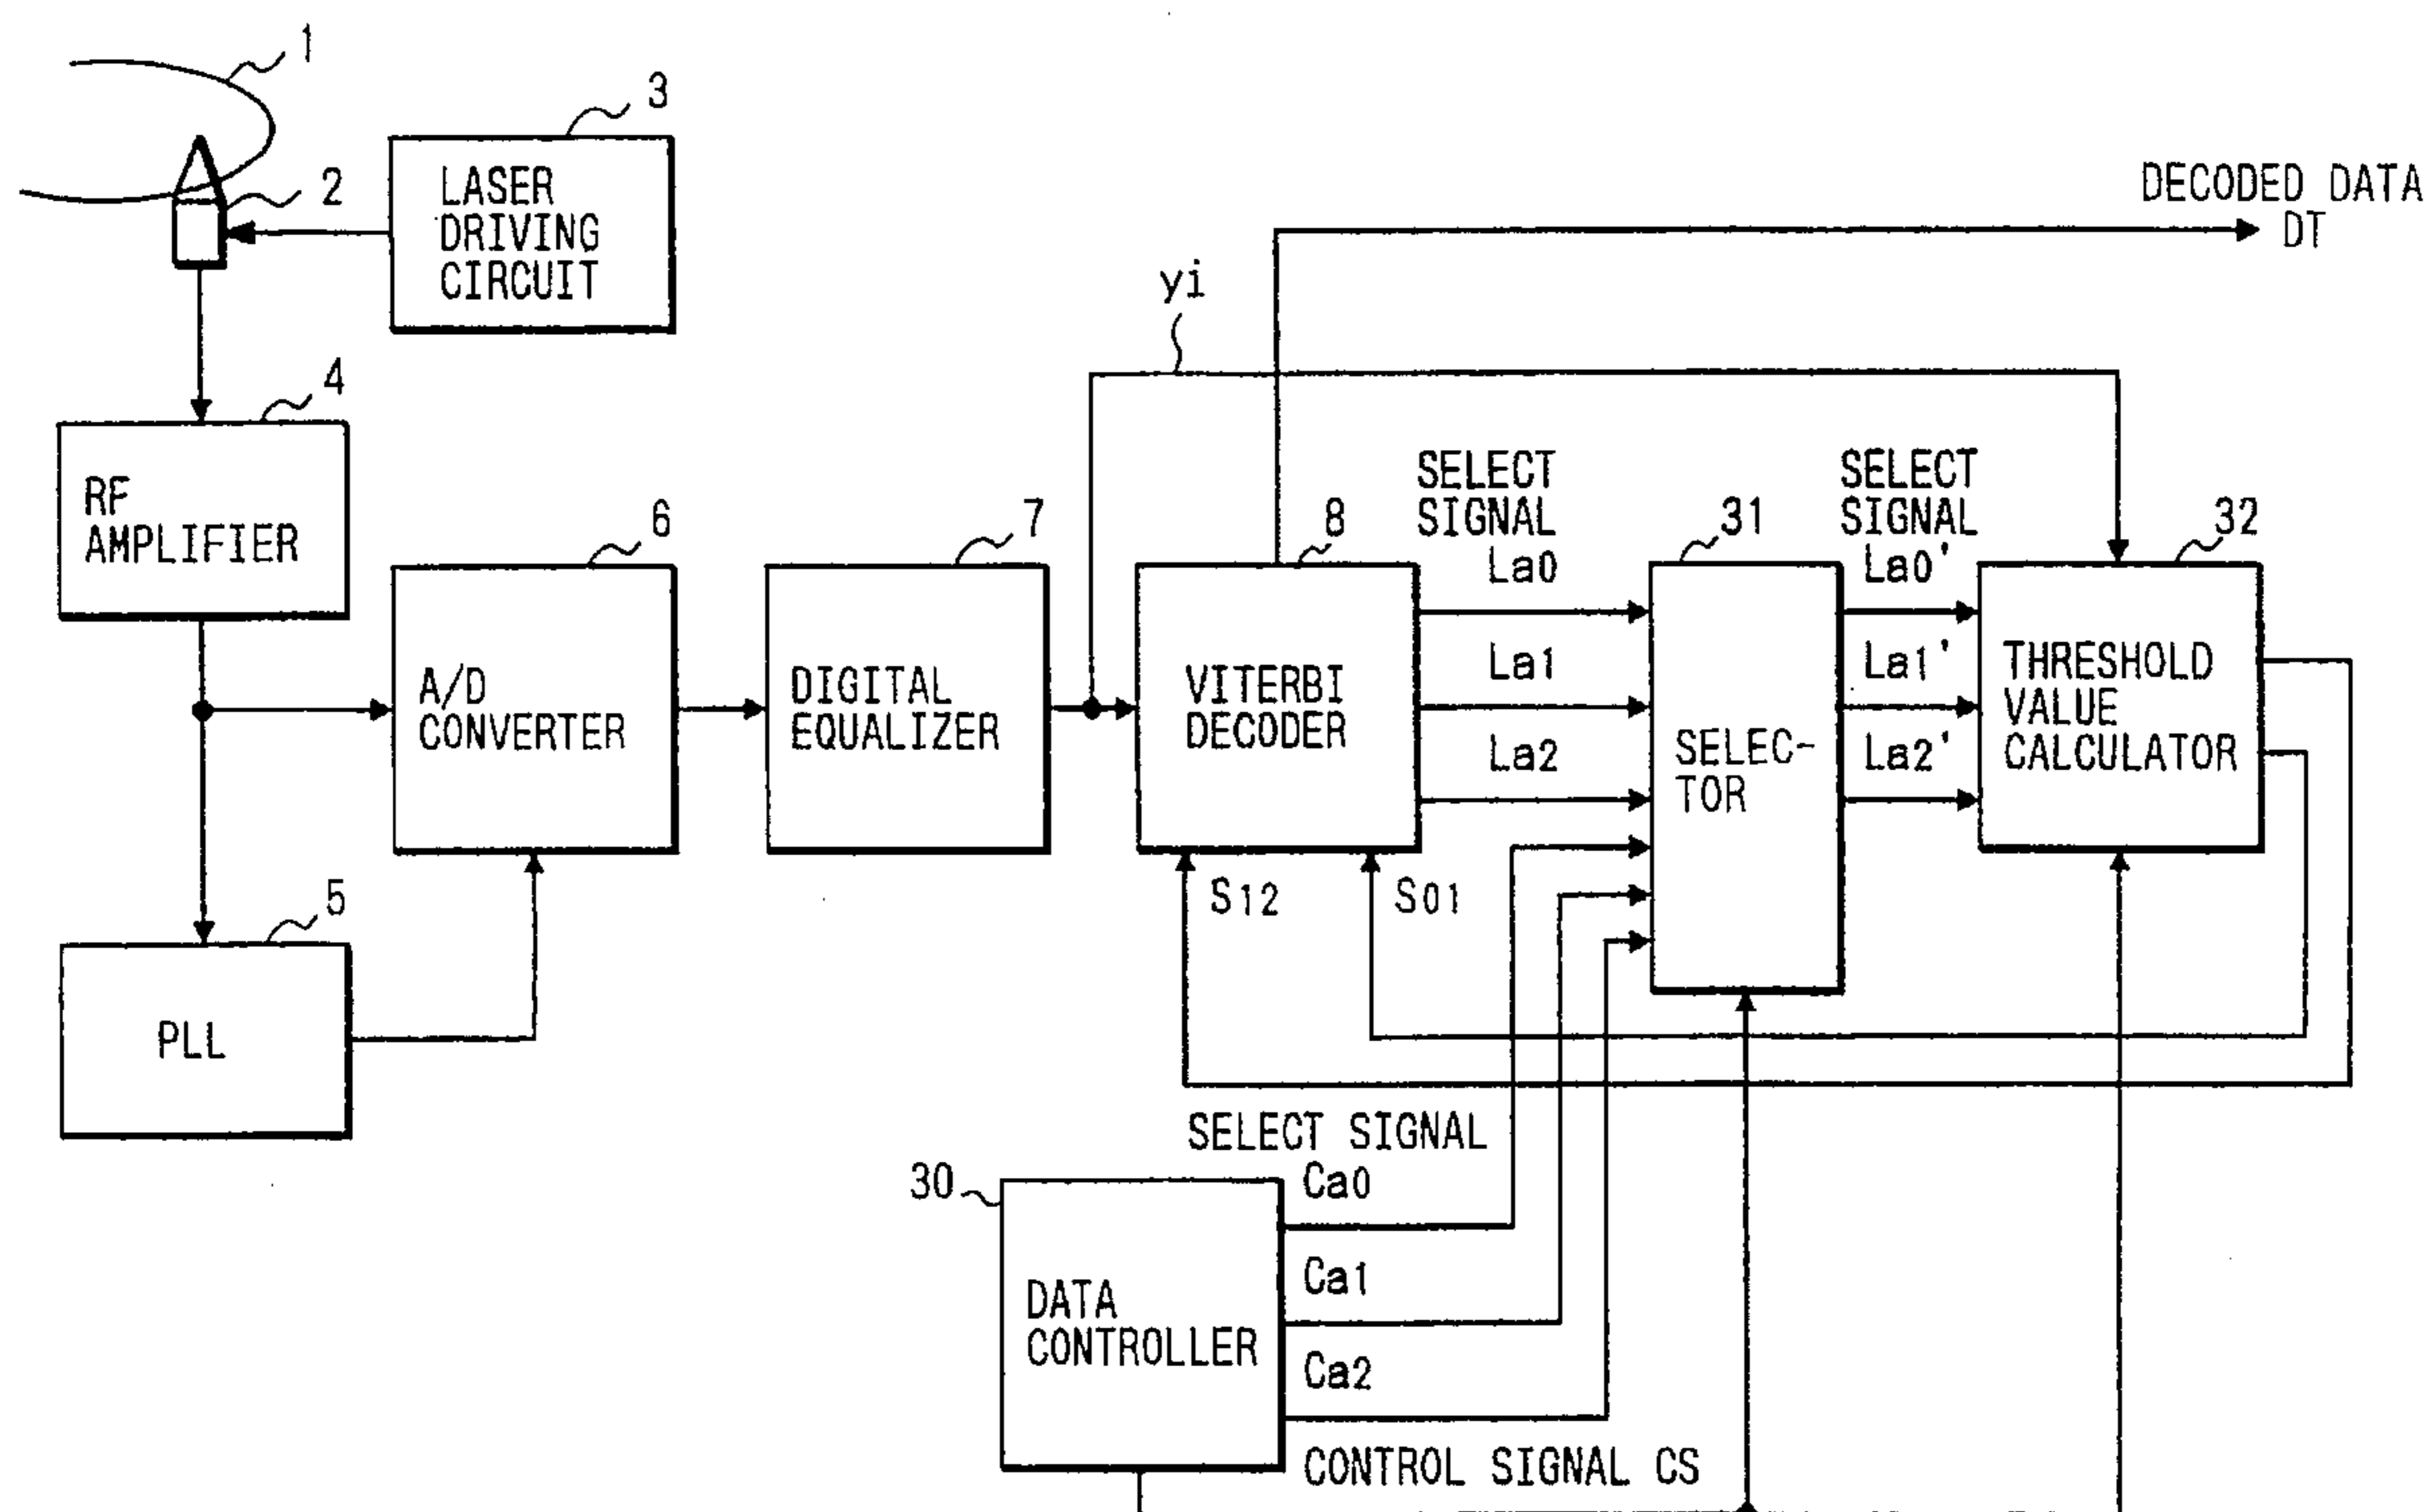 1
3
LASER
DRIVING
CIRCUIT
2
DECODED DATA
DT
yi
4
RF
AMPLIFIER
6
A/D
CONVERTER
7
DIGITAL
EQUALIZER
8
VITERBI
DECODER
SELECT
SIGNAL
La0
La1
La2
31
SELEC-
TOR
SELECT
SIGNAL
La0'
La1'
La2'
32
THRESHOLD
VALUE
CALCULATOR
S12
S01
5
PLL
SELECT SIGNAL
30
Ca0
Ca1
Ca2
DATA
CONTROLLER
CONTROL SIGNAL CS